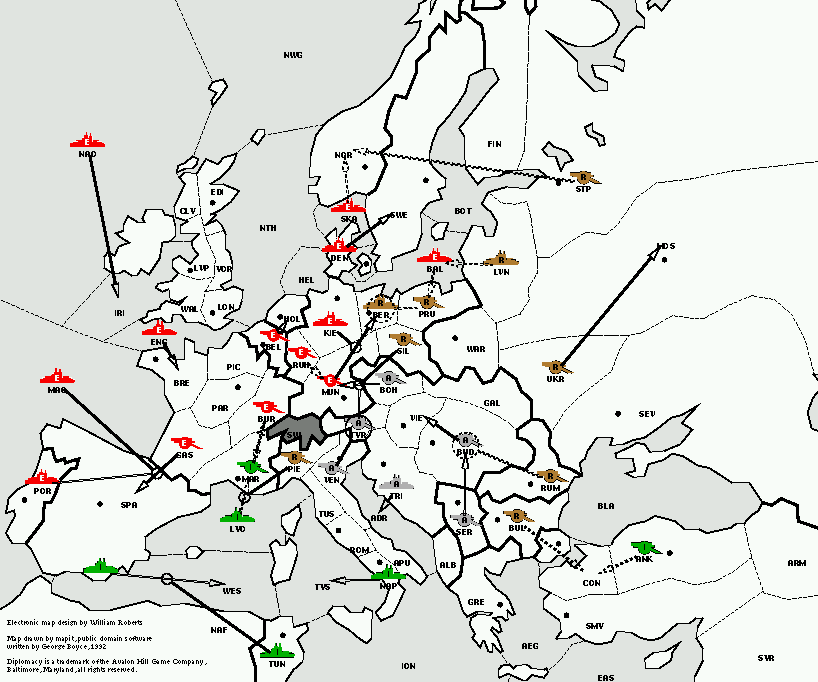 NWG
NAO
NOR
FIN
STP
EDI
CLV
SKA
SWE
BOT
NTH
DEN
MOS
LVP
YOR
HEL
BAL
LVN
IRI
WAL
LON
HOL
BER
PRU
ENG
KIE
BEL
SIL
WAR
BRE
PIC
RUH
UKR
MAO
MUN
BOH
PAR
BUR
GAL
SEV
VIE
TYR
SWI
GAS
BUD
MAR
PIE
VEN
RUM
POR
TRI
SPA
LYO
TUS
ADR
BLA
SER
BUL
ROM
APU
ALB
ANK
CON
ARM
WES
TYS
NAP
GRE
Electronic map design by William Roberts
NAF
SMY
Map drawn by mapit, public domain software
written by George Boyce, 1992
AEG
Diplomacy is a trademark of the Avalon Hill Game Company,
Baltimore, Maryland, all rights reserved.
TUN
ION
SYR
EAS